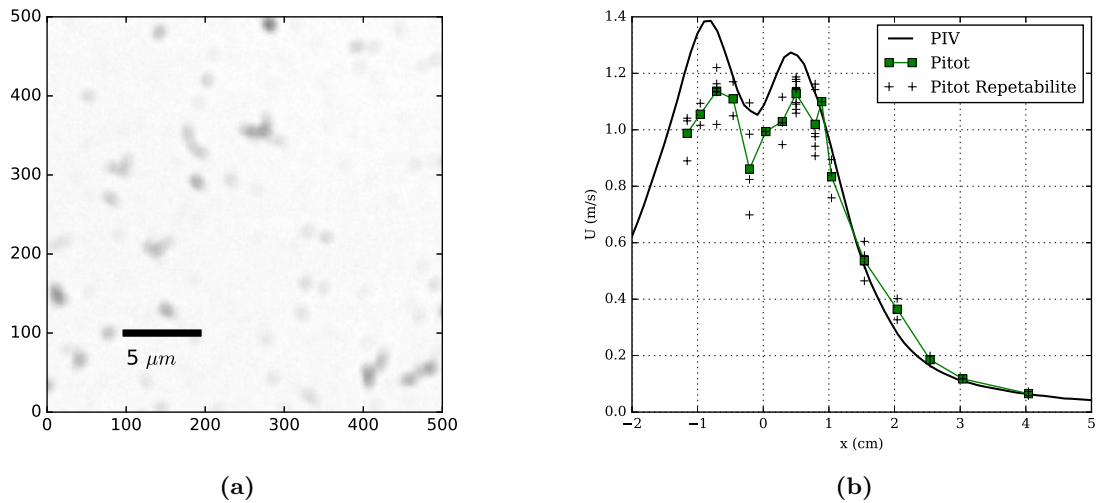 500
400
300
200
100
0
0 100 200 300 400 500
5 μm
(a)
1.4
1.2
1.0
0.8
0.6
0.4
0.2
0.0
U (m/s)
−2 −1 0 1 2 3 4 5
x (cm)
PIV
Pitot
Pitot Repetabilite
(b)